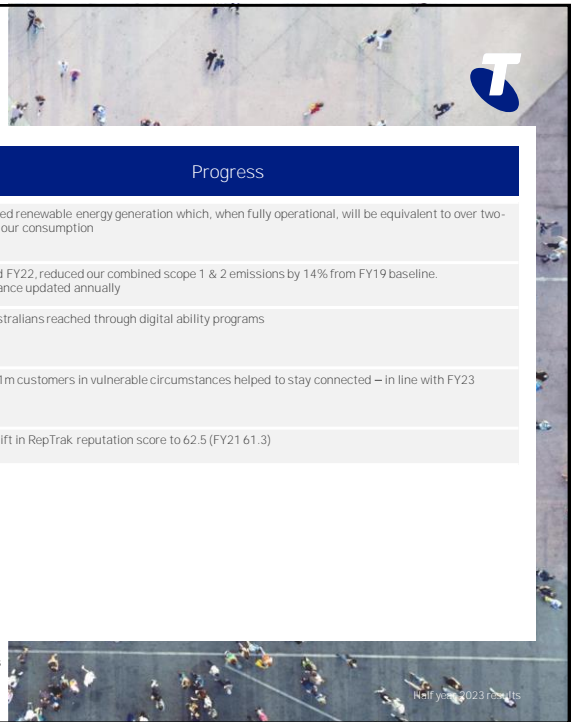 Progress
ed renewable energy generation which, when fully operational, will be equivalent to over two-
our consumption
d FY22, reduced our combined scope 1 & 2 emissions by 14% from FY19 baseline.
ance updated annually
stralians reached through digital ability programs
1m customers in vulnerable circumstances helped to stay connected – in line with FY23
ift in RepTrak reputation score to 62.5 (FY21 61.3)
Half year 2023 results